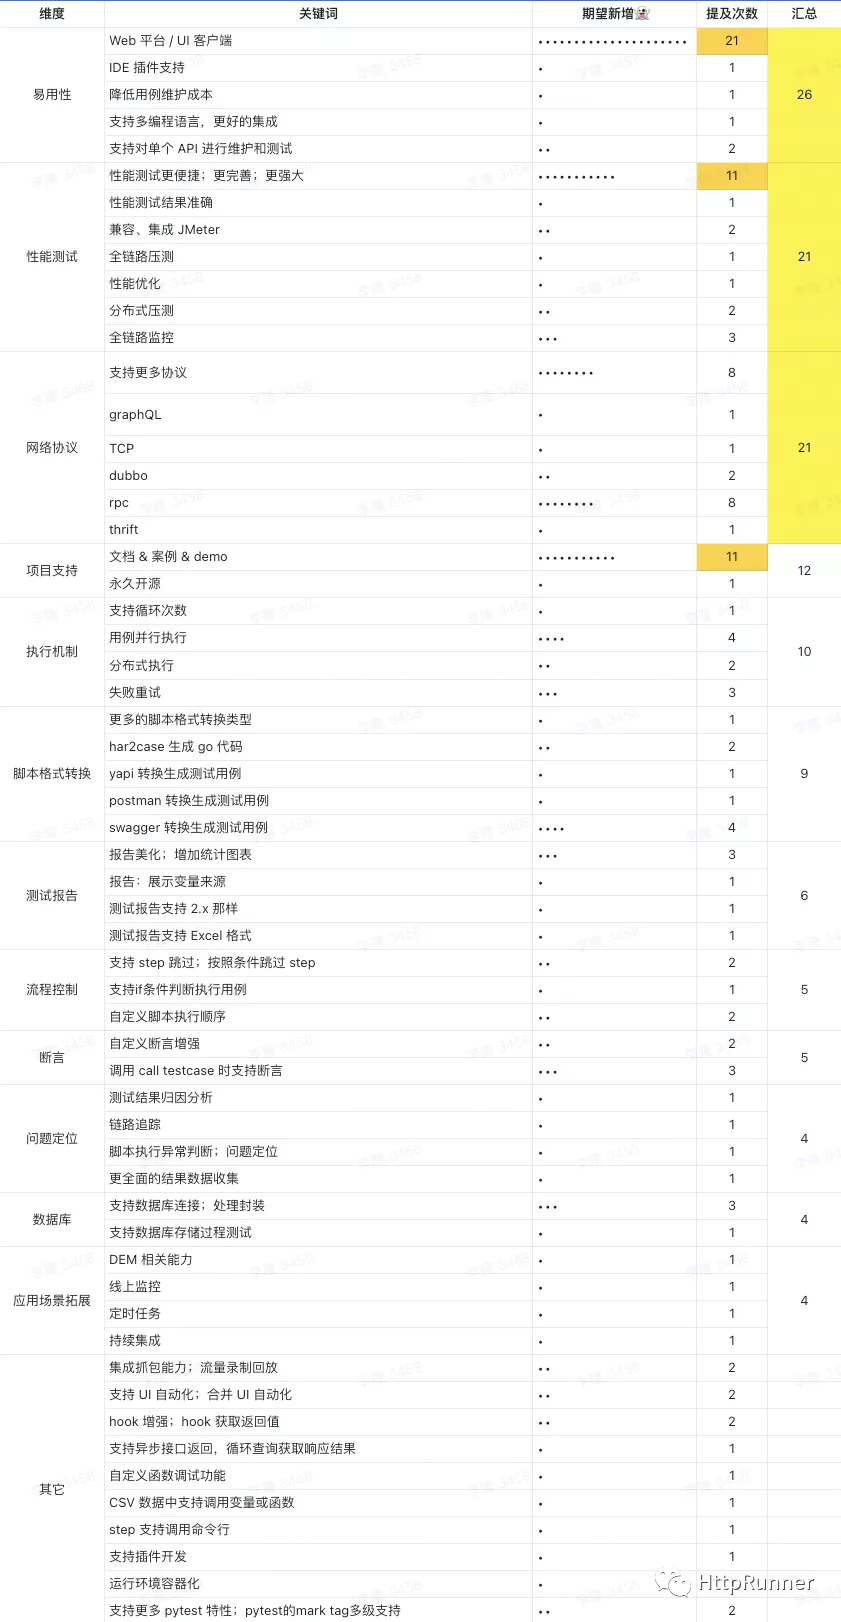 维度 关键词 期望新增👻 提及次数 汇总
易用性 Web 平台 / UI 客户端 ••••••••••••••••••••• 21 26
IDE 插件支持 • 1
降低用例维护成本 • 1
支持多编程语言，更好的集成 • 1
支持对单个 API 进行维护和测试 •• 2
性能测试 性能测试更便捷；更完善；更强大 ••••••••••• 11 21
性能测试结果准确 • 1
兼容、集成 JMeter •• 2
全链路压测 • 1
性能优化 • 1
分布式压测 •• 2
全链路监控 ••• 3
网络协议 支持更多协议 •••••••• 8 21
graphQL • 1
TCP • 1
dubbo •• 2
rpc •••••••• 8
thrift • 1
项目支持 文档 & 案例 & demo ••••••••••• 11 12
永久开源 • 1
执行机制 支持循环次数 • 1 10
用例并行执行 •••• 4
分布式执行 •• 2
失败重试 ••• 3
脚本格式转换 更多的脚本格式转换类型 • 1 9
har2case 生成 go 代码 •• 2
yapi 转换生成测试用例 • 1
postman 转换生成测试用例 • 1
swagger 转换生成测试用例 •••• 4
测试报告 报告美化；增加统计图表 ••• 3 6
报告：展示变量来源 • 1
测试报告支持 2.x 那样 • 1
测试报告支持 Excel 格式 • 1
流程控制 支持 step 跳过；按照条件跳过 step •• 2 5
支持if条件判断执行用例 • 1
自定义脚本执行顺序 •• 2
断言 自定义断言增强 •• 2 5
调用 call testcase 时支持断言 ••• 3
问题定位 测试结果归因分析 • 1 4
链路追踪 • 1
脚本执行异常判断；问题定位 • 1
更全面的结果数据收集 • 1
数据库 支持数据库连接；处理封装 ••• 3 4
支持数据库存储过程测试 • 1
应用场景拓展 DEM 相关能力 • 1 4
线上监控 • 1
定时任务 • 1
持续集成 • 1
其它 集成抓包能力；流量录制回放 •• 2
支持 UI 自动化；合并 UI 自动化 •• 2
hook 增强；hook 获取返回值 •• 2
支持异步接口返回，循环查询获取响应结果 • 1
自定义函数调试功能 • 1
CSV 数据中支持调用变量或函数 • 1
step 支持调用命令行 • 1
支持插件开发 • 1
运行环境容器化 •
HttpRunner
支持更多 pytest 特性；pytest的mark tag多级支持 •• 2